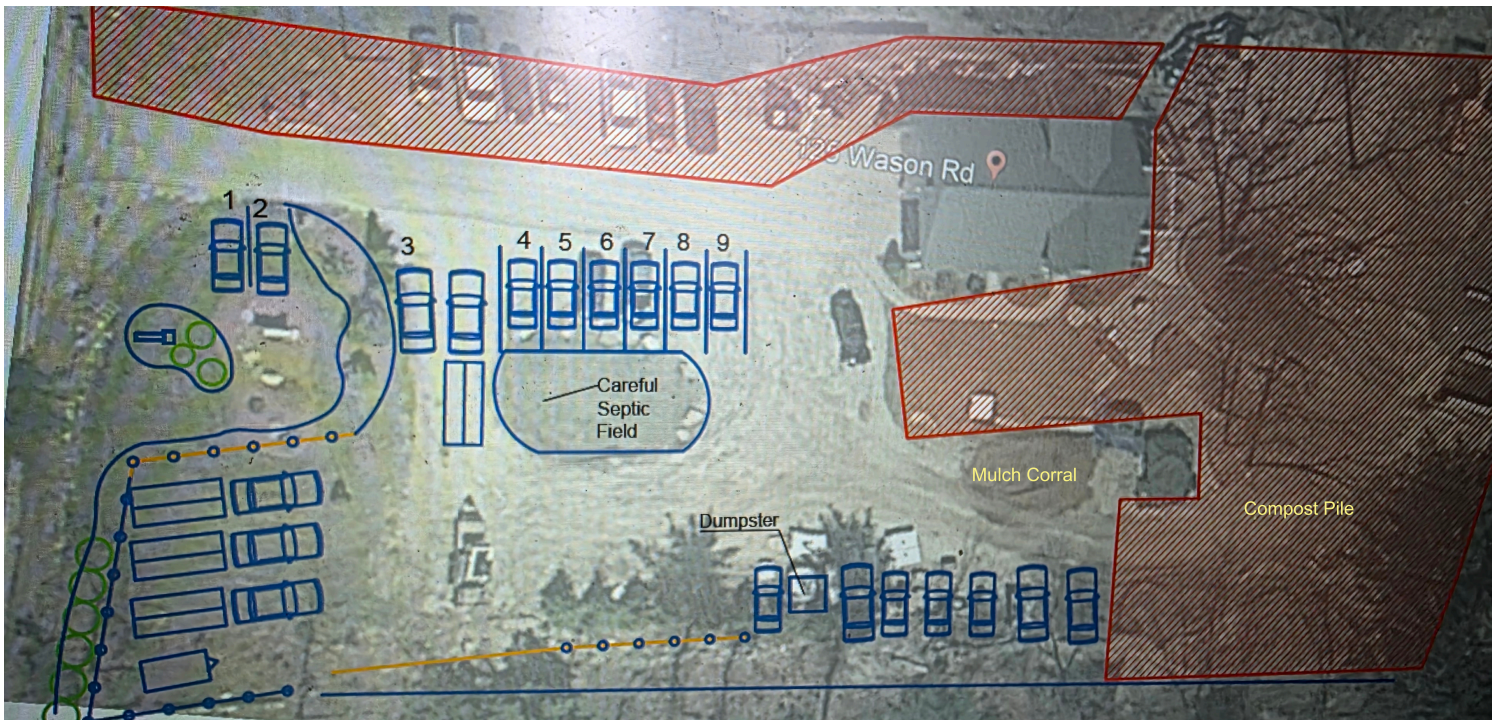 Wason Rd
1
2
3
4
5
6
7
8
9
Careful
Septic
Field
Mulch Corral
Compost Pile
Dumpster